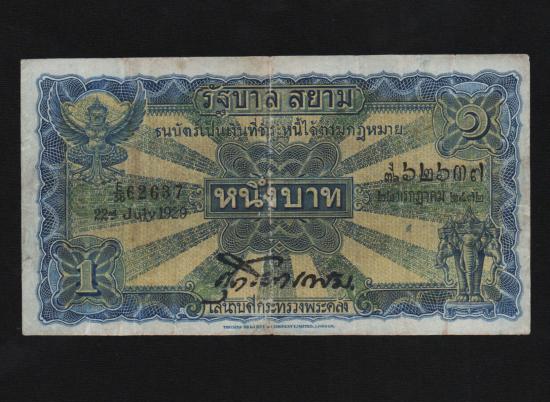 รัฐบาล สยาม
ธนบัตร์เป็นเงินที่ชำระหนี้ได้ตามกฎหมาย
๑
62637
๖๒๖๓๗
หนึ่งบาท
22nd July 1929
๒๒ กรกฎาคม ๒๔๗๒
1
เสนาบดีกระทรวงพระคลัง
THOMAS DE LA RUE & COMPANY LIMITED, LONDON.